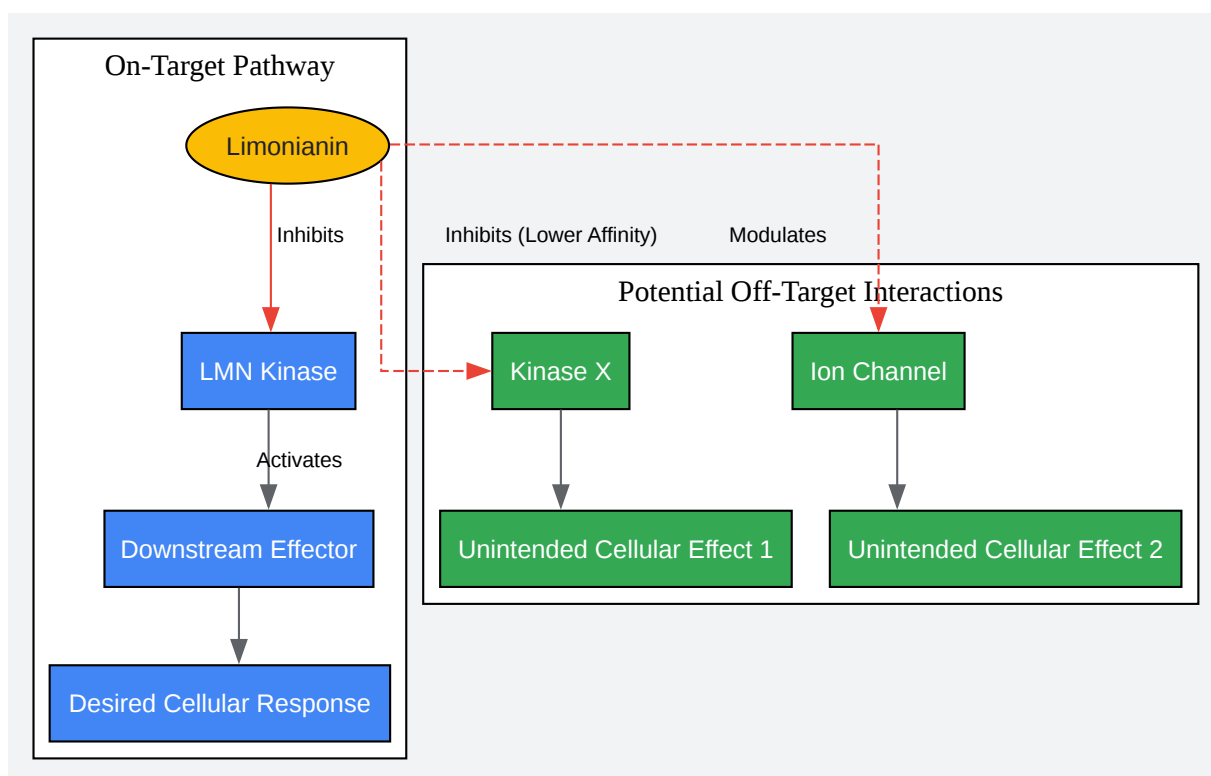 On-Target Pathway
Limonianin
Inhibits
Inhibits (Lower Affinity)
Modulates
Potential Off-Target Interactions
LMN Kinase
Kinase X
Ion Channel
Activates
Downstream Effector
Unintended Cellular Effect 1
Unintended Cellular Effect 2
Desired Cellular Response